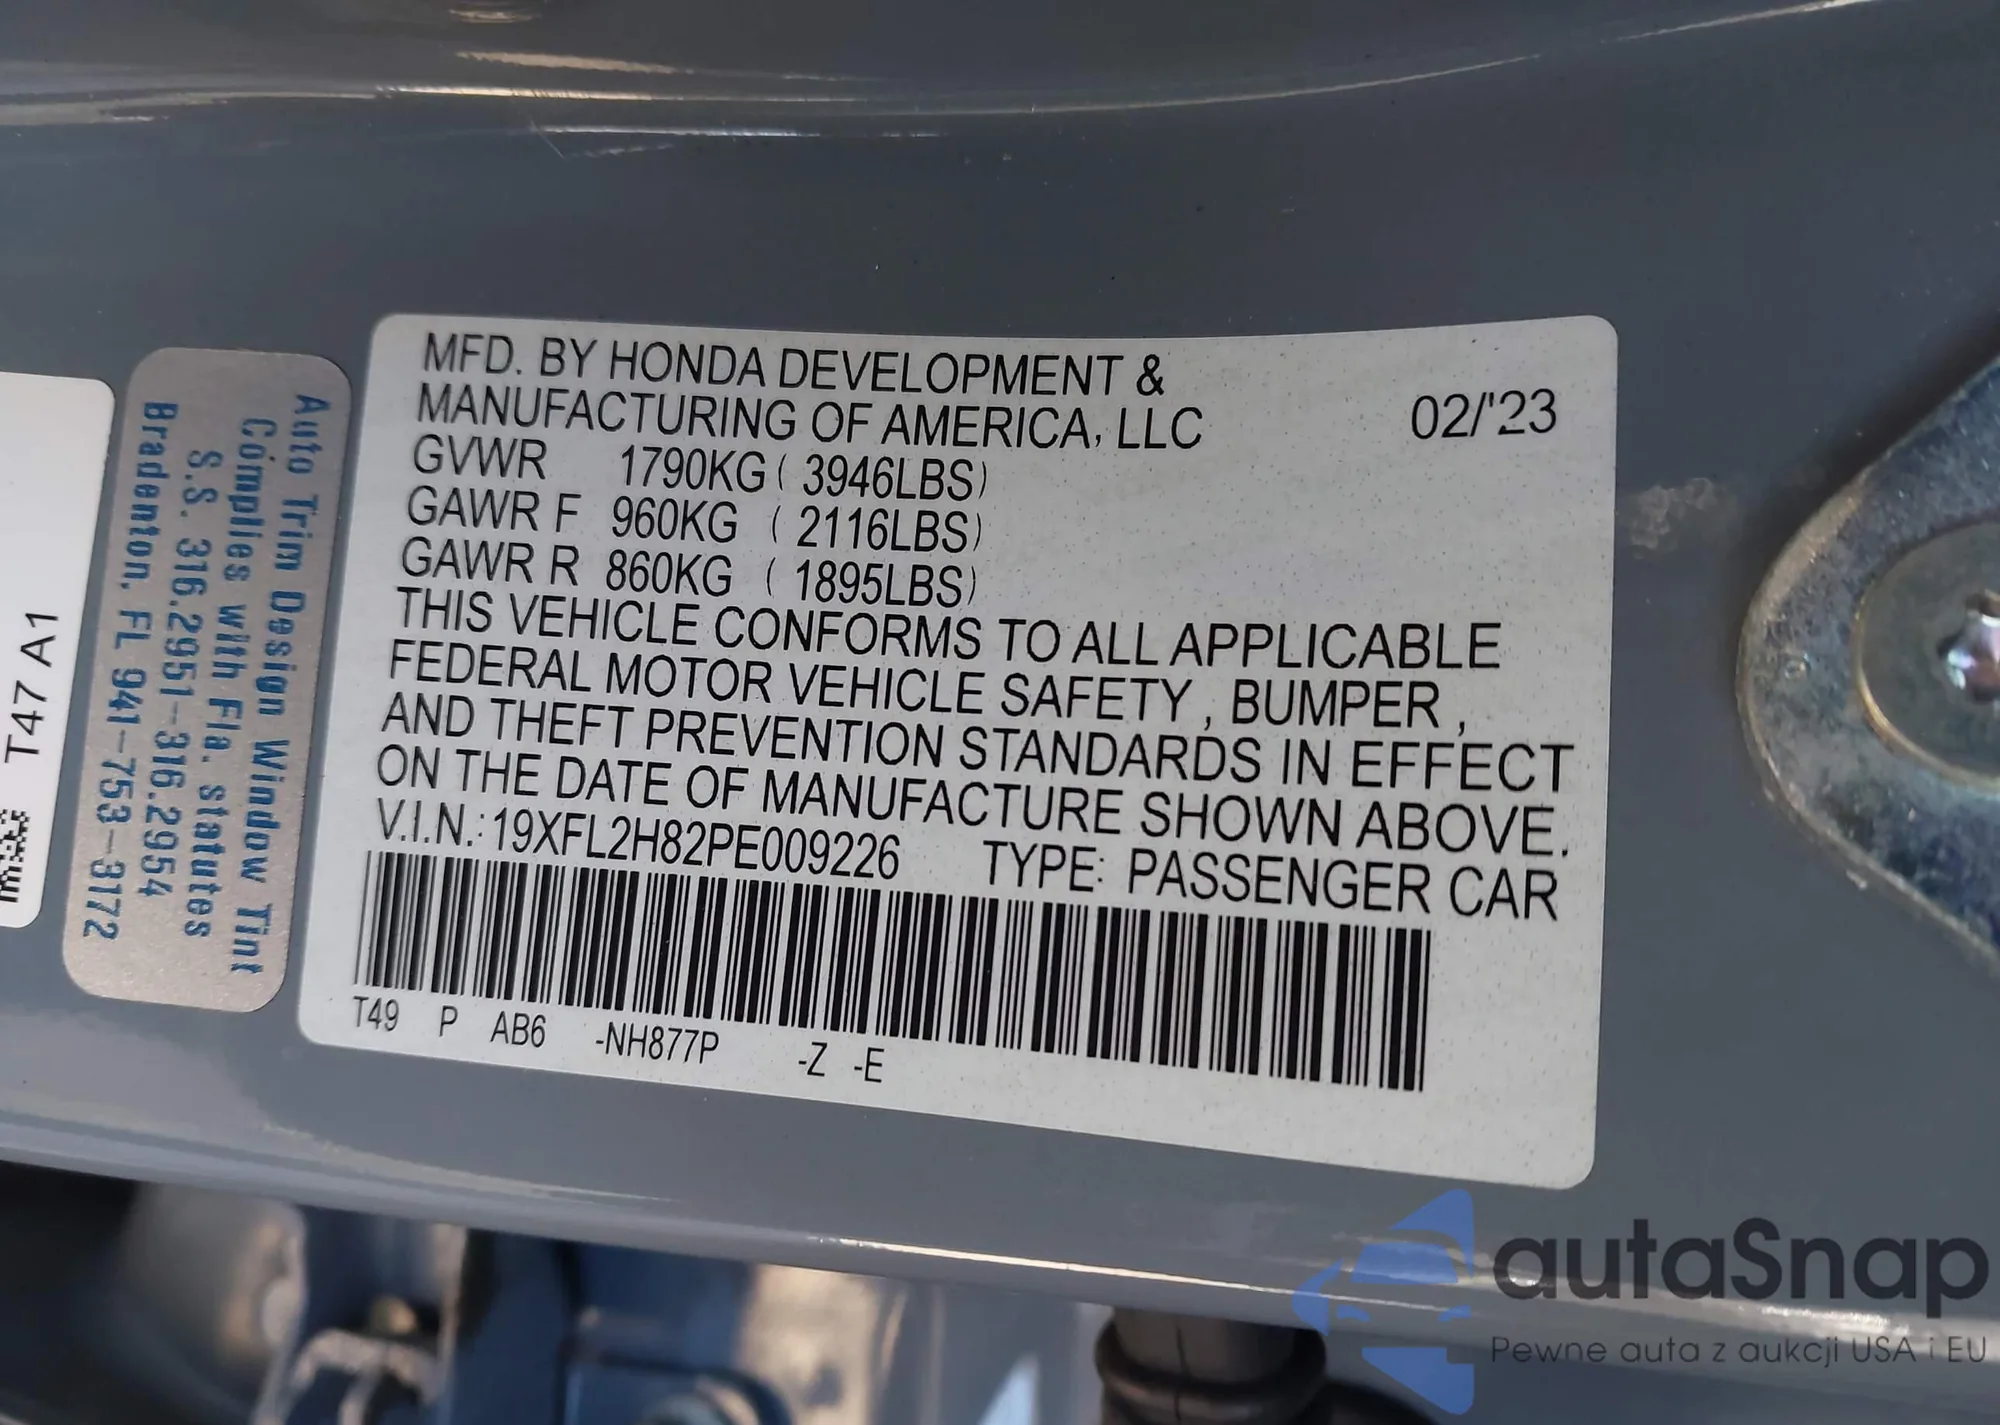 T47 A1
Auto Trim Design Window Tint
Complies with Fla. statutes
S.S. 316.2951-316.2954
Bradenton, FL 941-753-3172
MFD. BY HONDA DEVELOPMENT &
MANUFACTURING OF AMERICA, LLC
02/'23
GVWR 1790KG ( 3946LBS)
GAWR F 960KG ( 2116LBS)
GAWR R 860KG ( 1895LBS)
THIS VEHICLE CONFORMS TO ALL APPLICABLE
FEDERAL MOTOR VEHICLE SAFETY , BUMPER ,
AND THEFT PREVENTION STANDARDS IN EFFECT
ON THE DATE OF MANUFACTURE SHOWN ABOVE.
V.I.N.: 19XFL2H82PE009226 TYPE: PASSENGER CAR
T49 P AB6 -NH877P -Z -E
autaSnap
Pewne auta z aukcji USA i EU